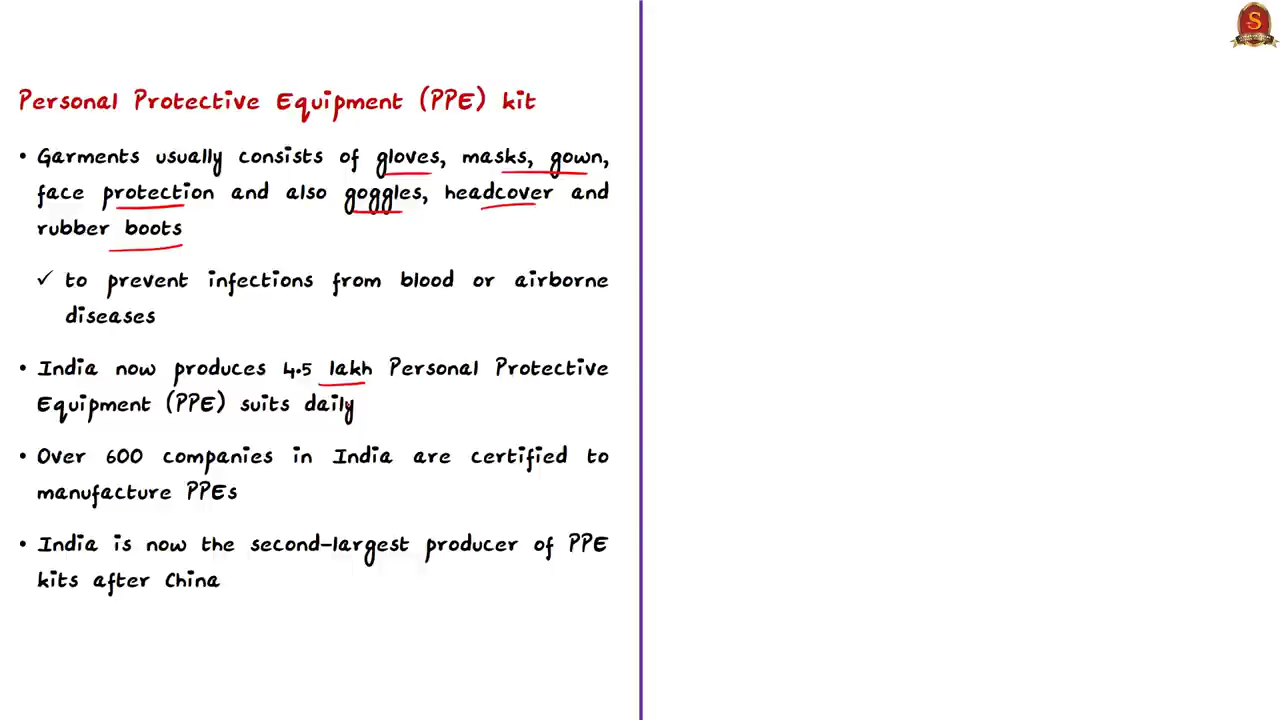 Personal Protective Equipment (PPE) kit
• Garments usually consists of gloves, masks, gown,
face protection and also goggles, headcover and
rubber boots
✓ to prevent infections from blood or airborne
diseases
• India now produces 4.5 lakh Personal Protective
Equipment (PPE) suits daily
• Over 600 companies in India are certified to
manufacture PPEs
• India is now the second-largest producer of PPE
kits after China
S